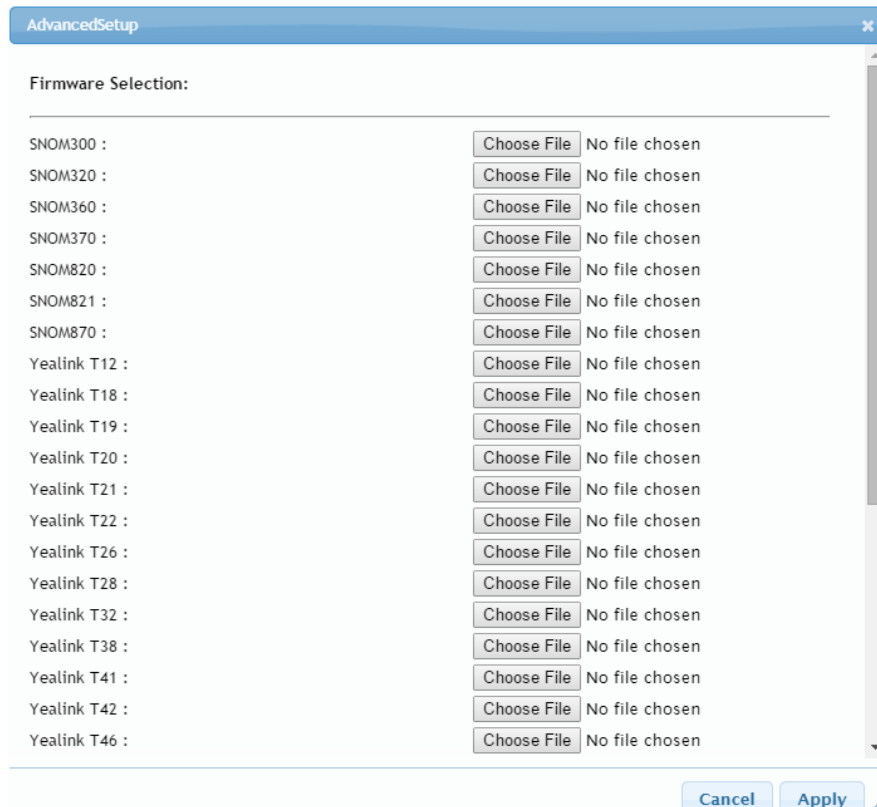 AdvancedSetup
Firmware Selection:
SNOM300 : Choose File No file chosen
SNOM320 : Choose File No file chosen
SNOM360 : Choose File No file chosen
SNOM370 : Choose File No file chosen
SNOM820 : Choose File No file chosen
SNOM821 : Choose File No file chosen
SNOM870 : Choose File No file chosen
Yealink T12 : Choose File No file chosen
Yealink T18 : Choose File No file chosen
Yealink T19 : Choose File No file chosen
Yealink T20 : Choose File No file chosen
Yealink T21 : Choose File No file chosen
Yealink T22 : Choose File No file chosen
Yealink T26 : Choose File No file chosen
Yealink T28 : Choose File No file chosen
Yealink T32 : Choose File No file chosen
Yealink T38 : Choose File No file chosen
Yealink T41 : Choose File No file chosen
Yealink T42 : Choose File No file chosen
Yealink T46 : Choose File No file chosen
Cancel Apply